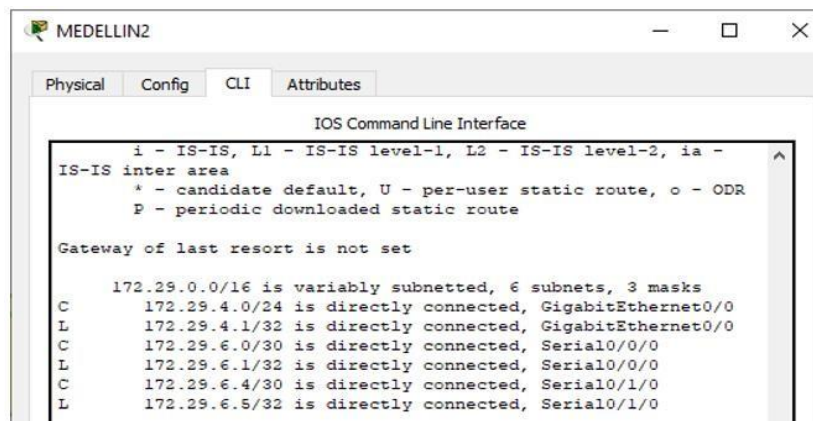 MEDELLIN2
Physical Config CLI Attributes
IOS Command Line Interface
i - IS-IS, L1 - IS-IS level-1, L2 - IS-IS level-2, ia -
IS-IS inter area
* - candidate default, U - per-user static route, o - ODR
P - periodic downloaded static route
Gateway of last resort is not set
172.29.0.0/16 is variably subnetted, 6 subnets, 3 masks
C 172.29.4.0/24 is directly connected, GigabitEthernet0/0
L 172.29.4.1/32 is directly connected, GigabitEthernet0/0
C 172.29.6.0/30 is directly connected, Serial0/0/0
L 172.29.6.1/32 is directly connected, Serial0/0/0
C 172.29.6.4/30 is directly connected, Serial0/1/0
L 172.29.6.5/32 is directly connected, Serial0/1/0